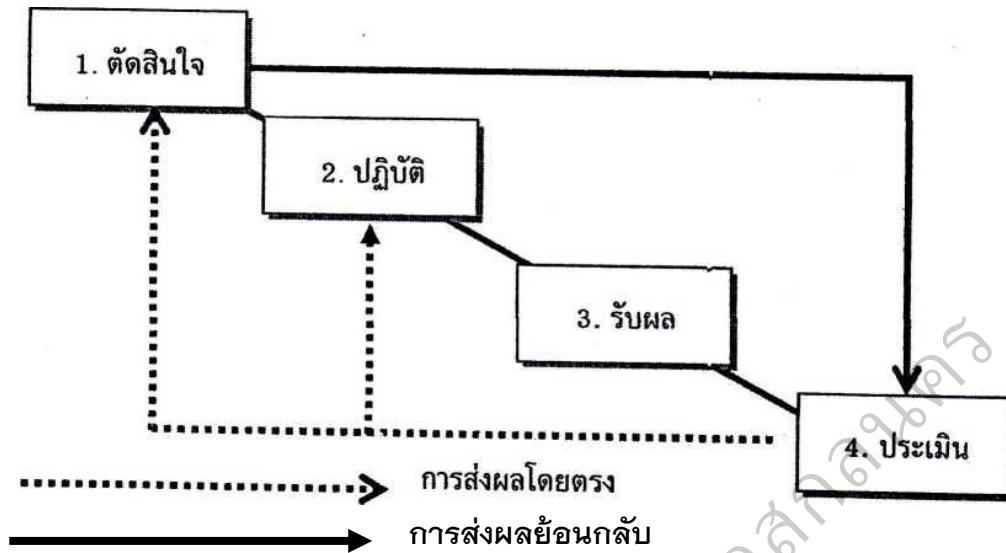 1. ตัดสินใจ
2. ปฏิบัติ
3. รับผล
4. ประเมิน
การส่งผลโดยตรง
การส่งผลย้อนกลับ